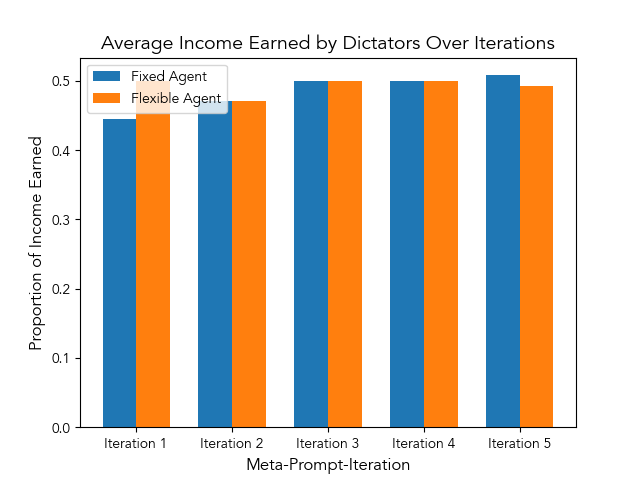 Average Income Earned by Dictators Over Iterations
Fixed Agent
Flexible Agent
Proportion of Income Earned
0.5
0.4
0.3
0.2
0.1
0.0
Iteration 1
Iteration 2
Iteration 3
Iteration 4
Iteration 5
Meta-Prompt-Iteration